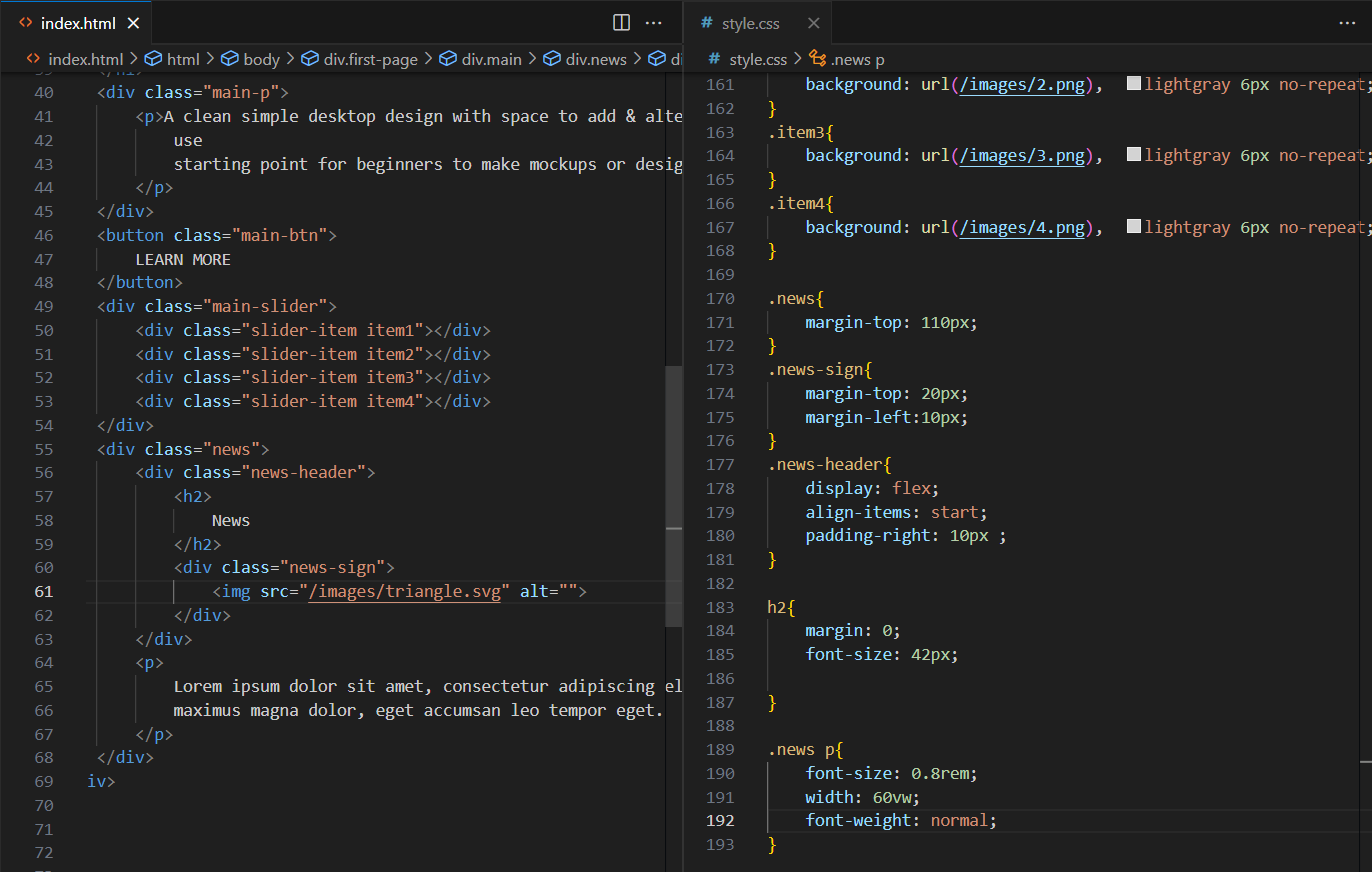 index.html
index.html > html > body > div.first-page > div.main > div.news > di
40 <div class="main-p">
41 <p>A clean simple desktop design with space to add & alte
42 use
43 starting point for beginners to make mockups or desig
44 </p>
45 </div>
46 <button class="main-btn">
47 LEARN MORE
48 </button>
49 <div class="main-slider">
50 <div class="slider-item item1"></div>
51 <div class="slider-item item2"></div>
52 <div class="slider-item item3"></div>
53 <div class="slider-item item4"></div>
54 </div>
55 <div class="news">
56 <div class="news-header">
57 <h2>
58 News
59 </h2>
60 <div class="news-sign">
61 <img src="/images/triangle.svg" alt="">
62 </div>
63 </div>
64 <p>
65 Lorem ipsum dolor sit amet, consectetur adipiscing el
66 maximus magna dolor, eget accumsan leo tempor eget.
67 </p>
68 </div>
69 iv>
70
71
72
# style.css
# style.css > .news p
161 background: url(/images/2.png), lightgray 6px no-repeat;
162 }
163 .item3{
164 background: url(/images/3.png), lightgray 6px no-repeat;
165 }
166 .item4{
167 background: url(/images/4.png), lightgray 6px no-repeat;
168 }
169
170 .news{
171 margin-top: 110px;
172 }
173 .news-sign{
174 margin-top: 20px;
175 margin-left:10px;
176 }
177 .news-header{
178 display: flex;
179 align-items: start;
180 padding-right: 10px ;
181 }
182
183 h2{
184 margin: 0;
185 font-size: 42px;
186
187 }
188
189 .news p{
190 font-size: 0.8rem;
191 width: 60vw;
192 font-weight: normal;
193 }